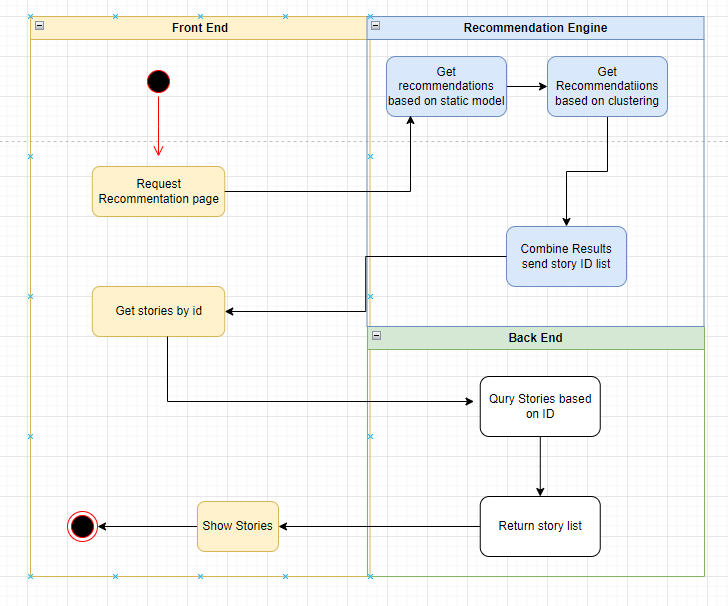 Front End
Recommendation Engine
Get
recommendations
based on static model
Get
Recommendatiions
based on clustering
Request
Recommentation page
Combine Results
send story ID list
Get stories by id
Back End
Qury Stories based
on ID
Show Stories
Return story list